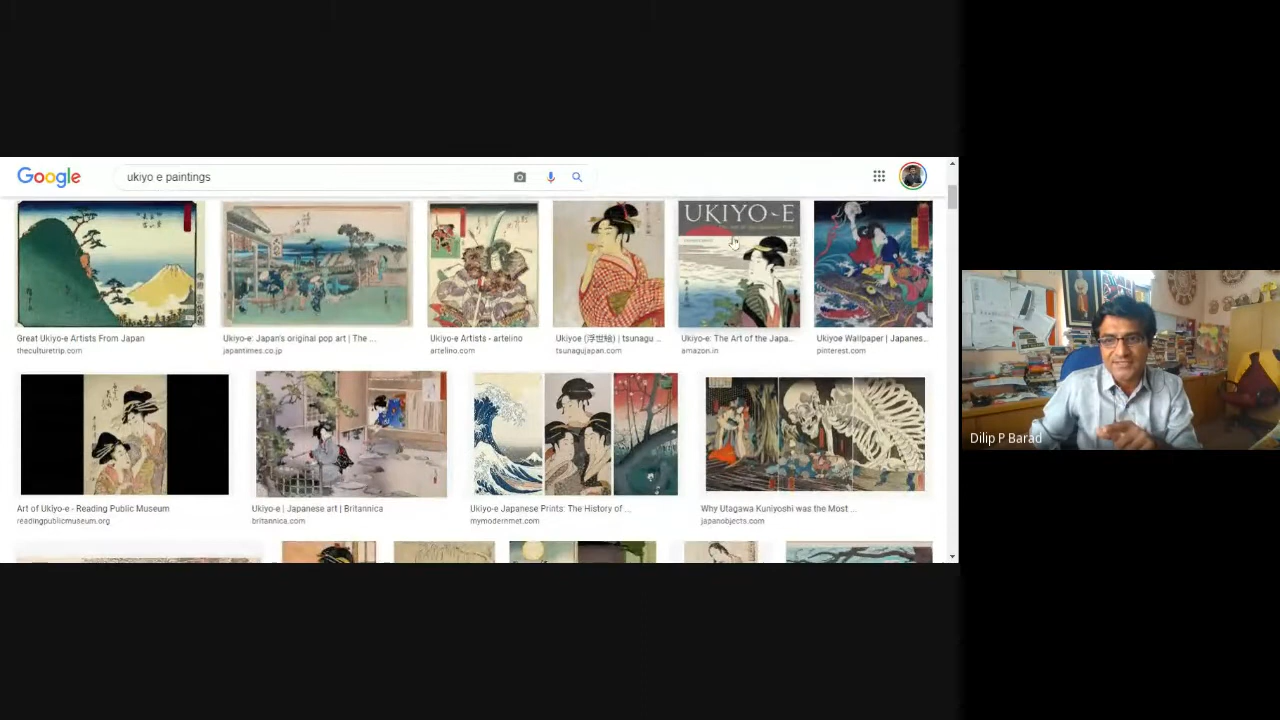 Google
ukiyo e paintings
UKIYO-E
Great Ukiyo-e Artists From Japan
theculturetrip.com
Ukiyo-e: Japan's original pop art | The ...
japantimes.co.jp
Ukiyo-e Artists - artelino
artelino.com
Ukiyoe (浮世絵) | tsunagu ...
tsunagujapan.com
Ukiyo-e: The Art of the Japa...
amazon.in
Ukiyoe Wallpaper | Japanes...
pinterest.com
Art of Ukiyo-e - Reading Public Museum
readingpublicmuseum.org
Ukiyo-e | Japanese art | Britannica
britannica.com
Ukiyo-e Japanese Prints: The History of ...
mymodernmet.com
Why Utagawa Kuniyoshi was the Most ...
japanobjects.com
Dilip P Barad